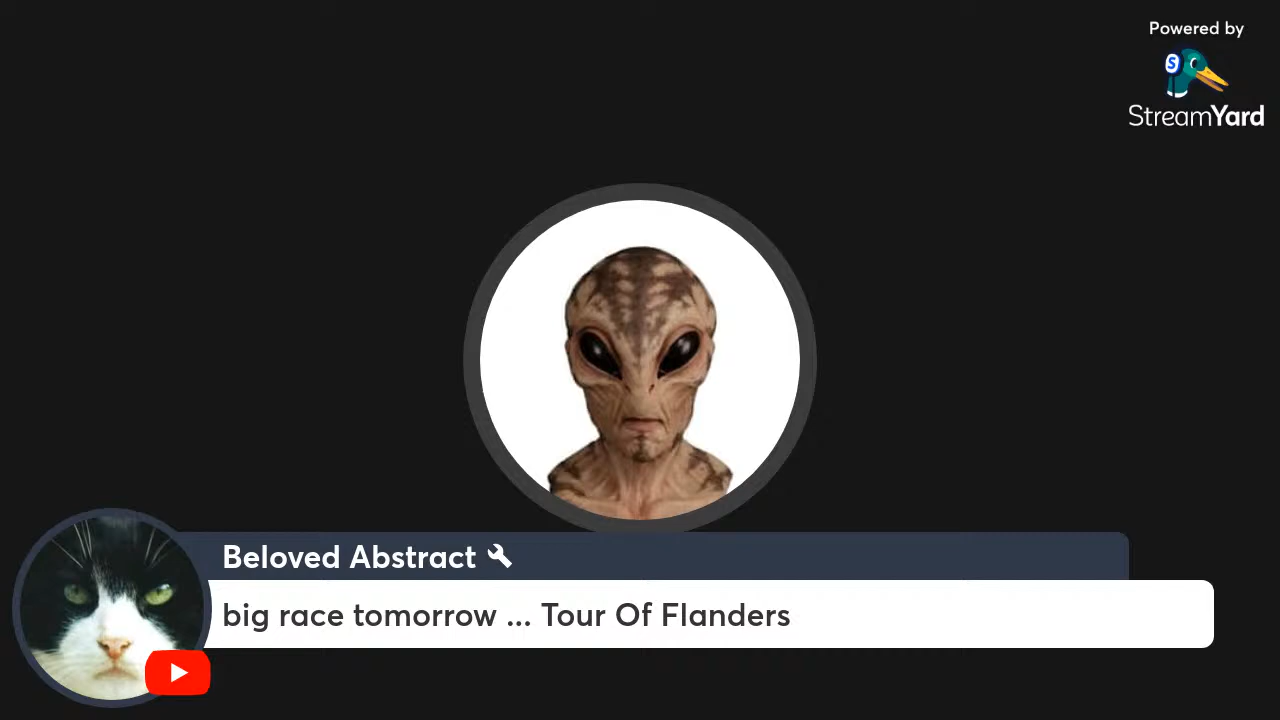 Powered by
S
StreamYard
Beloved Abstract
big race tomorrow ... Tour Of Flanders